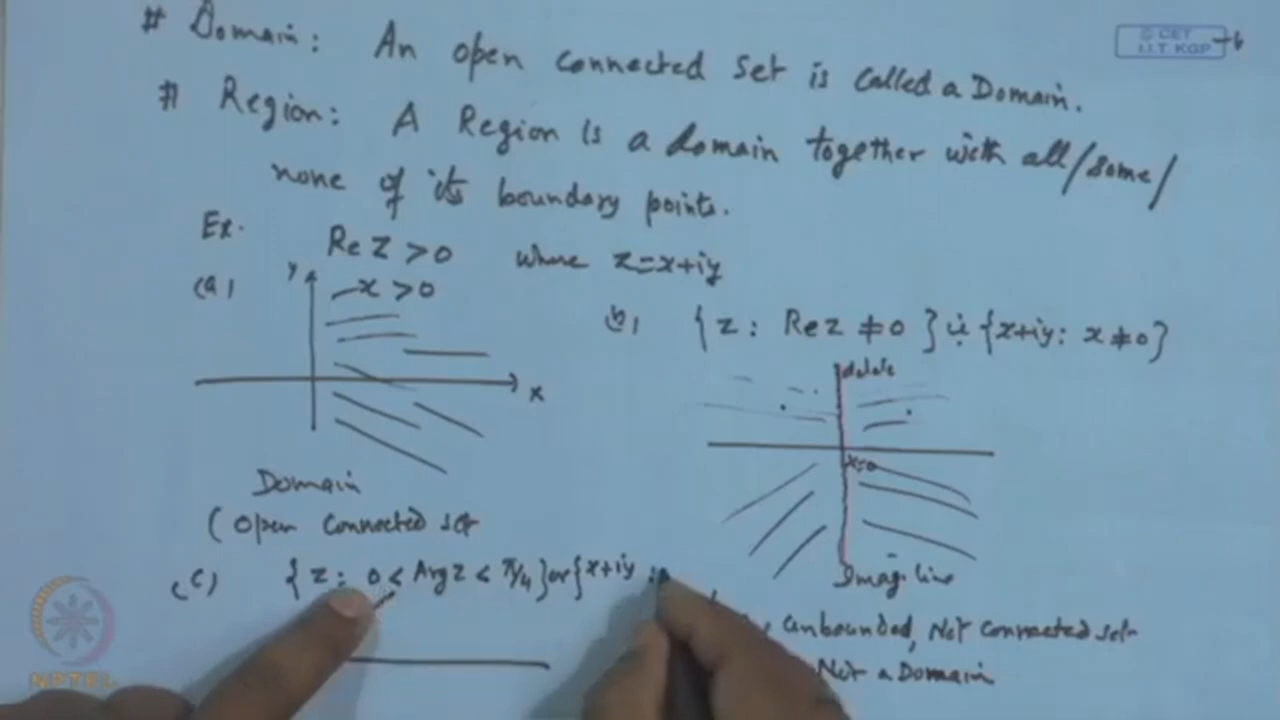 # Domain: An open connected set is called a Domain.
© CET
I.I.T. KGP
# Region: A Region is a domain together with all/some/
none of its boundary points.
Ex.
Re Z > 0 where z=x+iy
(a) y x > 0
x
Domain
(Open Connected set
(b) {z: Re z ≠ 0} i.e. {x+iy: x ≠ 0}
delete
x=0
Imag. line
, Unbounded, Not Connected set
Not a Domain
(c) {z: 0 < Arg z < π/4} or {x+iy :
NPTEL